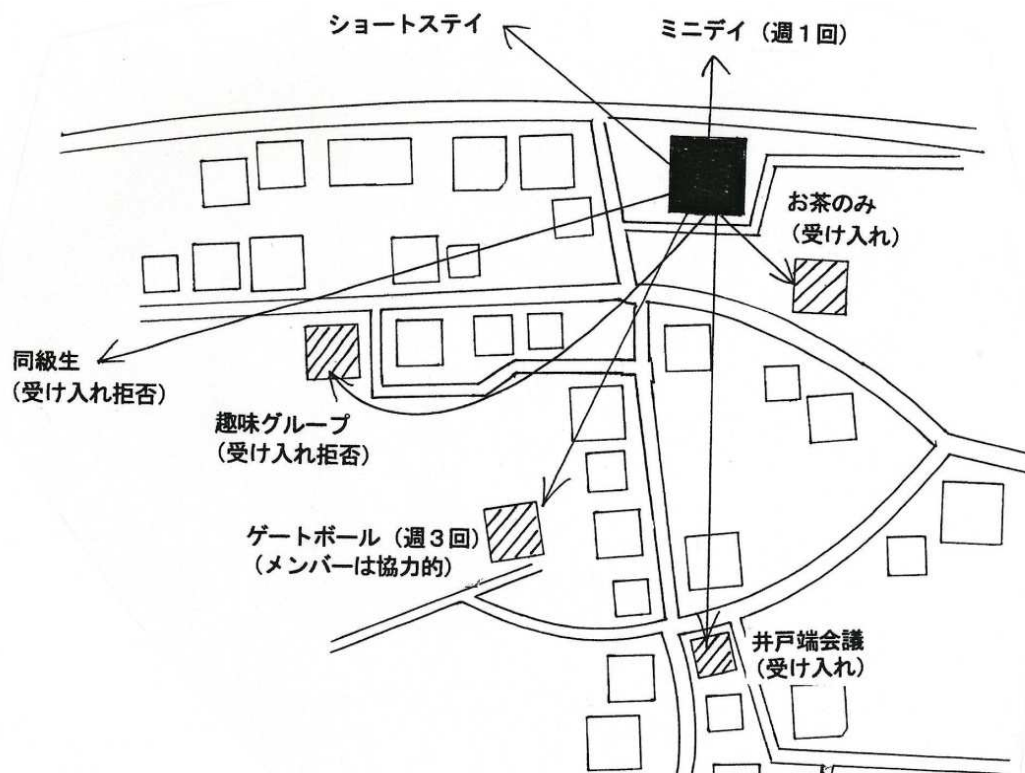 ショートステイ
ミニデイ（週１回）
お茶のみ
（受け入れ）
同級生
（受け入れ拒否）
趣味グループ
（受け入れ拒否）
ゲートボール（週３回）
（メンバーは協力的）
井戸端会議
（受け入れ）